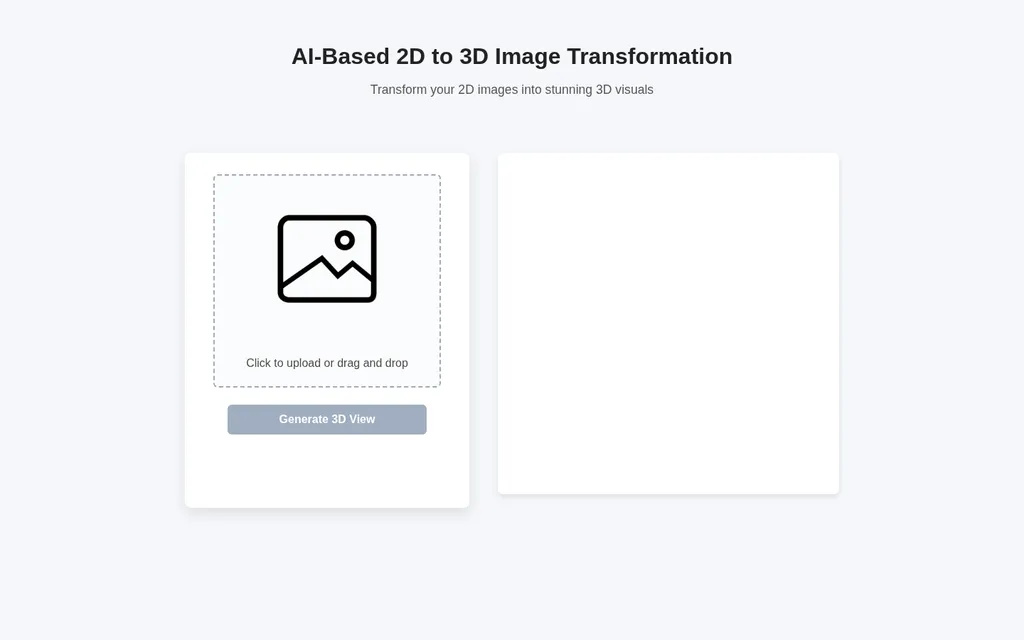 AI-Based 2D to 3D Image Transformation
Transform your 2D images into stunning 3D visuals
Click to upload or drag and drop
Generate 3D View